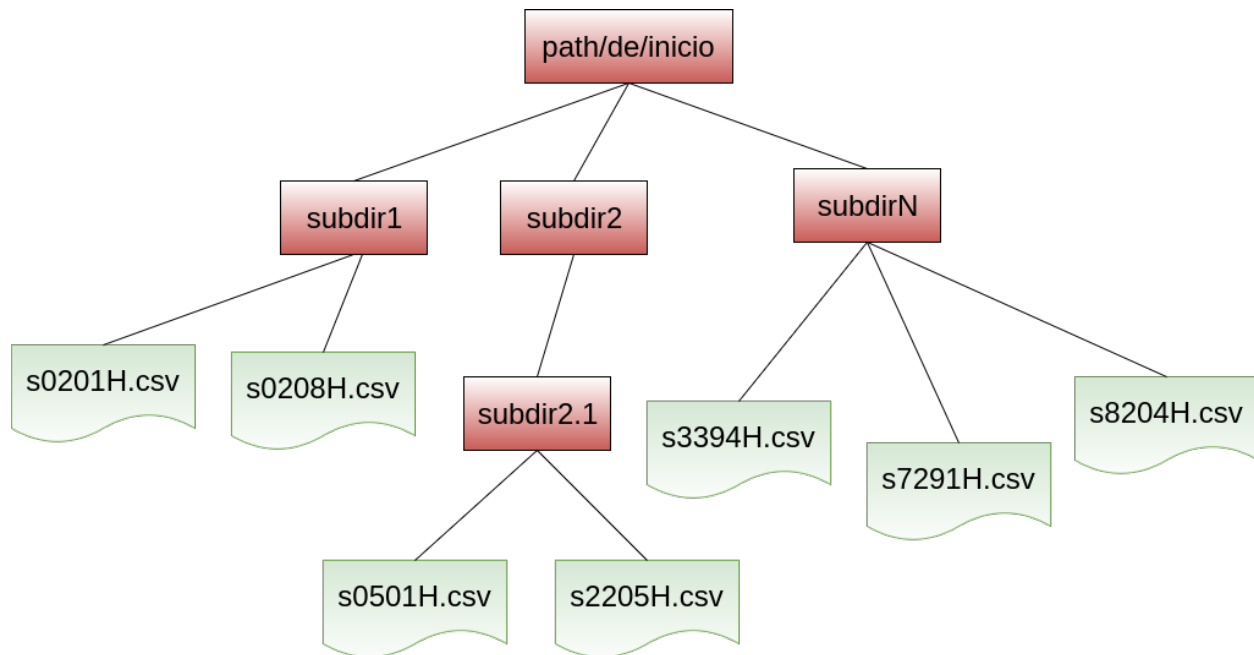 path/de/inicio
subdir1
subdir2
subdirN
s0201H.csv
s0208H.csv
subdir2.1
s3394H.csv
s7291H.csv
s8204H.csv
s0501H.csv
s2205H.csv